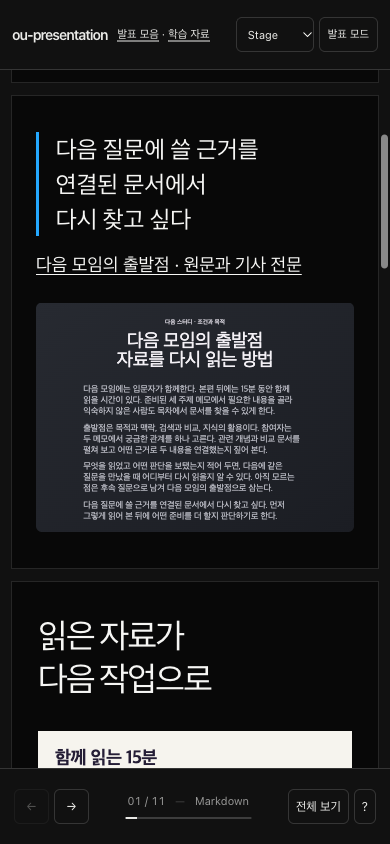 ou-presentation 발표 모음 · 학습 자료 Stage 발표 모드
다음 질문에 쓸 근거를
연결된 문서에서
다시 찾고 싶다
다음 모임의 출발점 · 원문과 기사 전문
다음 스터디 · 조건과 목적
다음 모임의 출발점
자료를 다시 읽는 방법
다음 모임에는 입문자가 함께한다. 본편 뒤에는 15분 동안 함께
읽을 시간이 있다. 준비된 세 주제 메모에서 필요한 내용을 골라
익숙하지 않은 사람도 목차에서 문서를 찾을 수 있게 한다.
출발점은 목적과 맥락, 검색과 비교, 지식의 활용이다. 참여자는
두 메모에서 궁금한 관계를 하나 고른다. 관련 개념과 비교 문서를
펼쳐 보고 어떤 근거로 두 내용을 연결했는지 짚어 본다.
무엇을 읽었고 어떤 판단을 보탰는지 적어 두면, 다음에 같은
질문을 만났을 때 어디부터 다시 읽을지 알 수 있다. 아직 모르는
점은 후속 질문으로 남겨 다음 모임의 출발점으로 삼는다.
다음 질문에 쓸 근거를 연결된 문서에서 다시 찾고 싶다. 먼저
그렇게 읽어 본 뒤에 어떤 준비를 더 할지 판단하기로 한다.
읽은 자료가
다음 작업으로
함께 읽는 15분
← → 01 / 11 — Markdown 전체 보기 ?